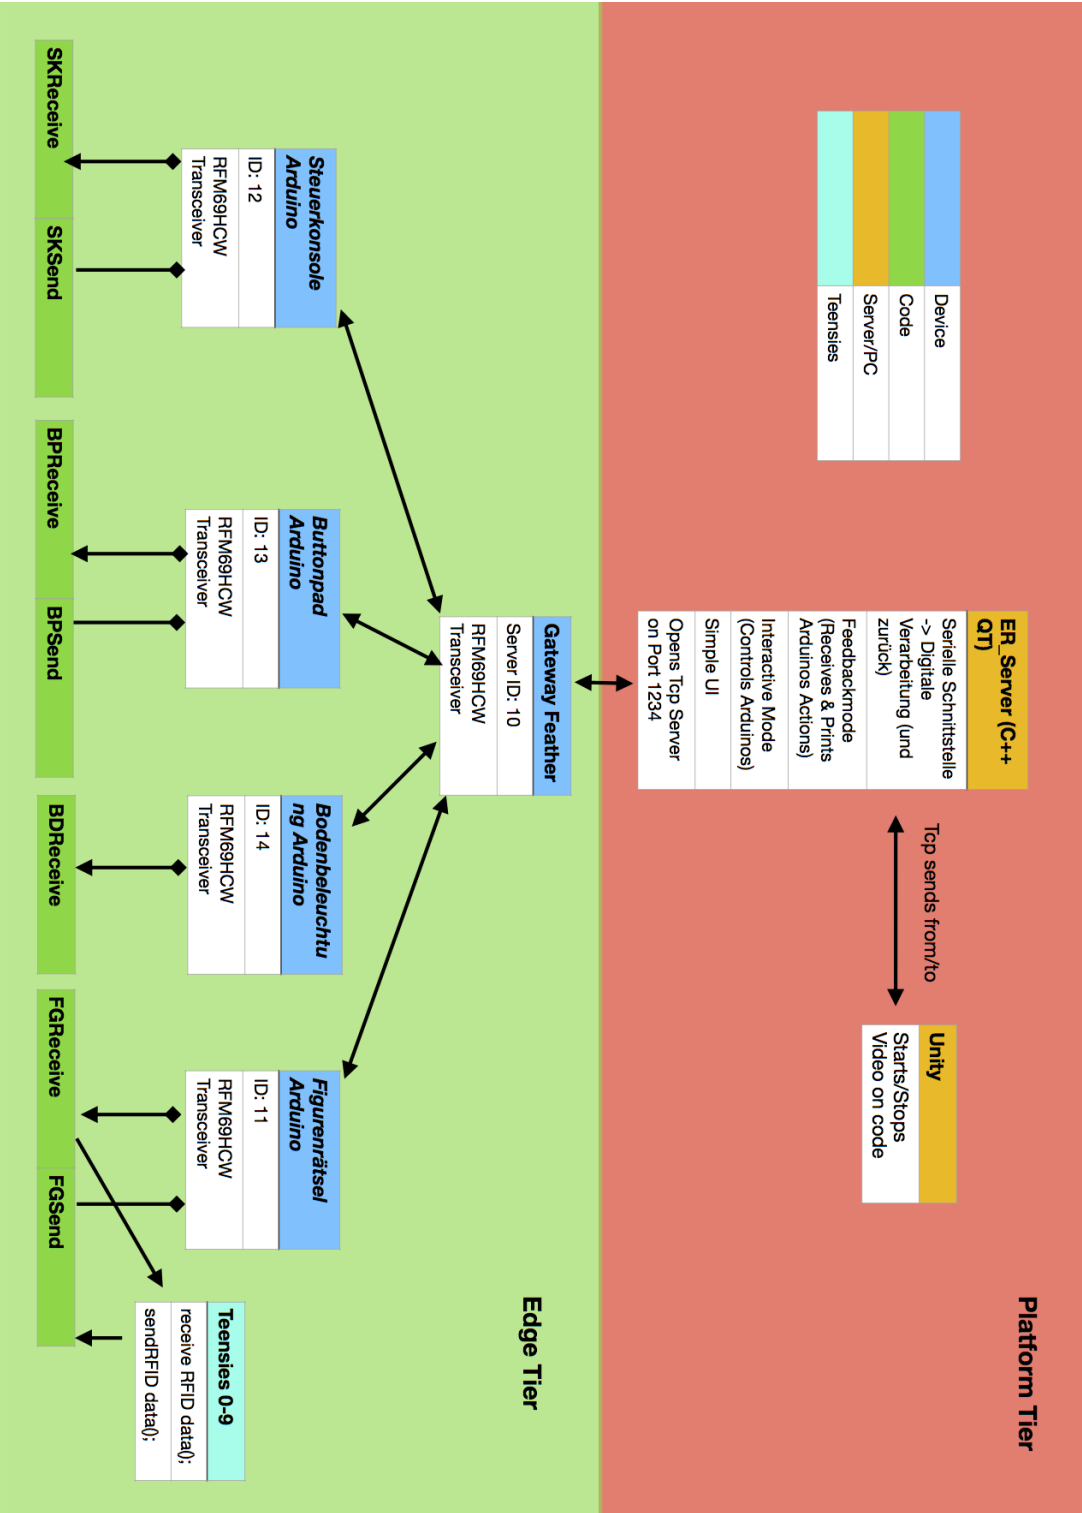 Platform Tier
Device
Code
Server/PC
Teensies
ER_Server (C++
QT)
Serielle Schnittstelle
-> Digitale
Verarbeitung (und
zurück)
Feedbackmode
(Receives & Prints
Arduinos Actions)
Interactive Mode
(Controls Arduinos)
Simple UI
Opens Tcp Server
on Port 1234
Tcp sends from/to
Unity
Starts/Stops
Video on code
Edge Tier
Gateway Feather
Server ID: 10
RFM69HCW
Transceiver
Steuerkonsole
Arduino
ID: 12
RFM69HCW
Transceiver
Buttonpad
Arduino
ID: 13
RFM69HCW
Transceiver
Bodenbeleuchtu
ng Arduino
ID: 14
RFM69HCW
Transceiver
Figurenrätsel
Arduino
ID: 11
RFM69HCW
Transceiver
Teensies 0-9
receive RFID data();
sendRFID data();
SKReceive
SKSend
BPReceive
BPSend
BDReceive
FGReceive
FGSend